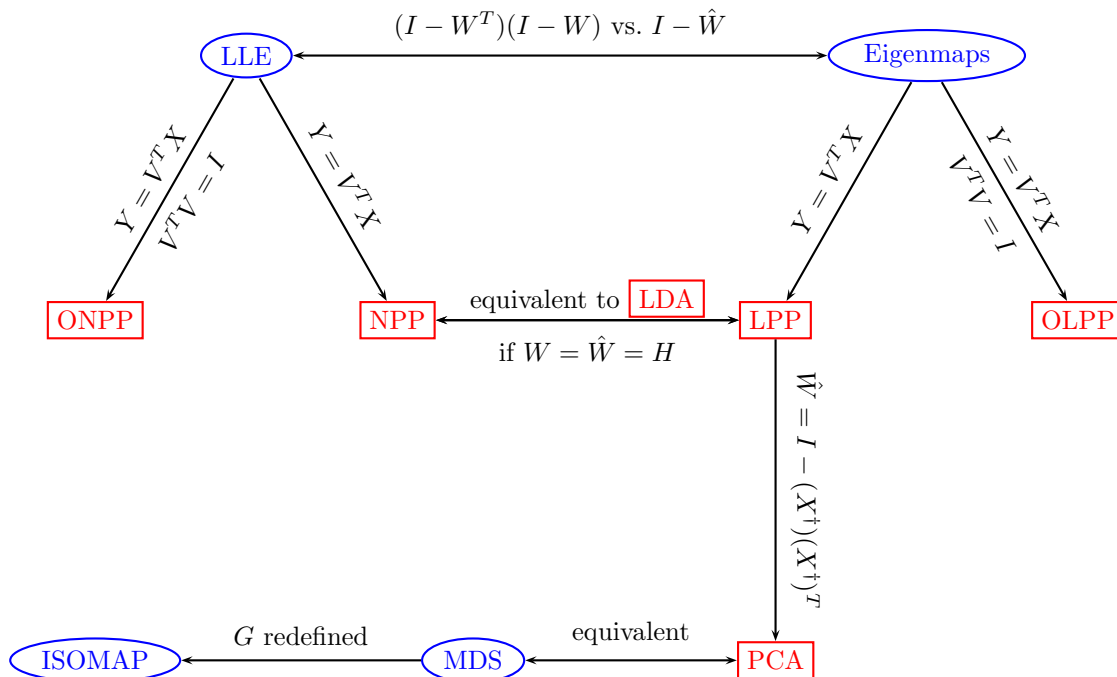 (I − W^T)(I − W) vs. I − Ŵ
LLE
Eigenmaps
Y = V^T X
V^T V = I
Y = V^T X
Y = V^T X
Y = V^T X
V^T V = I
equivalent to LDA
ONPP
NPP
LPP
OLPP
if W = Ŵ = H
Ŵ = I − (X^†)(X^†)^T
G redefined
equivalent
ISOMAP
MDS
PCA